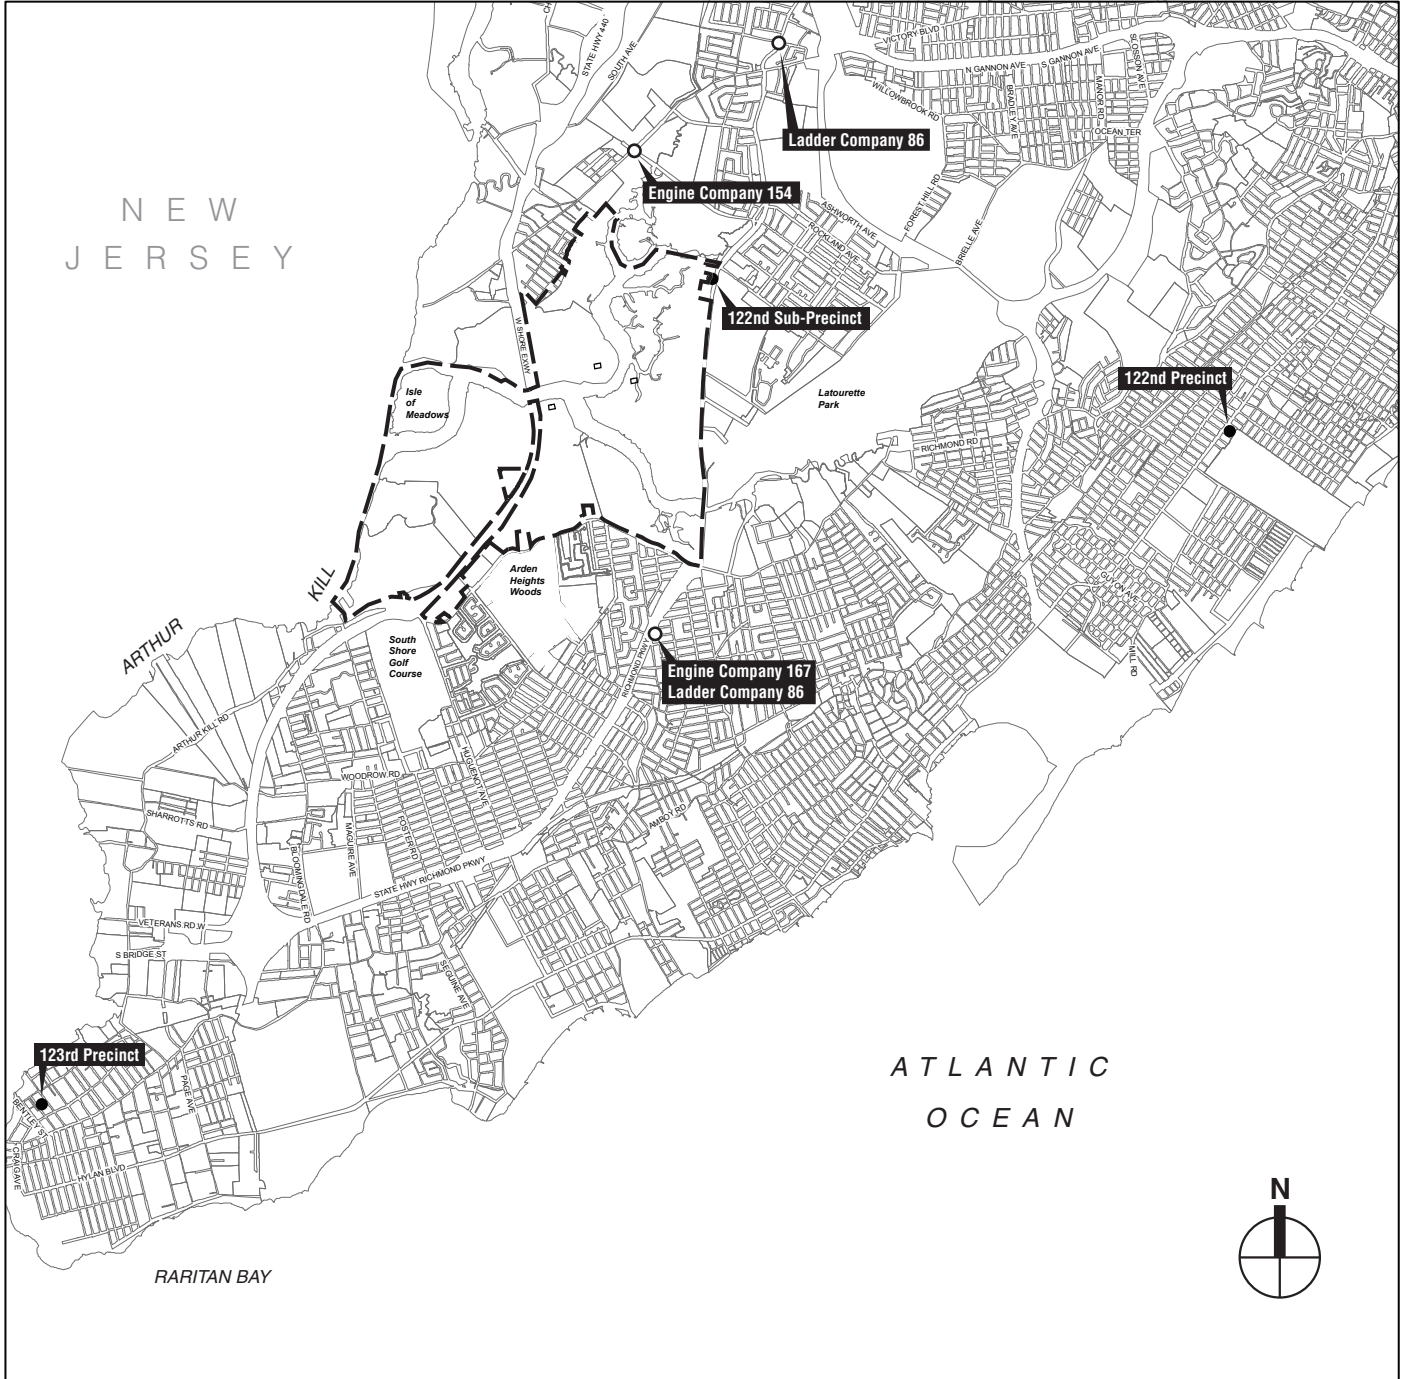 CH
STATE HWY 440
SOUTH AVE
VICTORY BLVD
N GANNON AVE
S GANNON AVE
SLOSSON AVE
WILLOWBROOK RD
BRADLEY AVE
MANOR RD
OCEAN TER
Ladder Company 86
Engine Company 154
NEW
JERSEY
ASHWORTH AVE
FOREST HILL RD
ROCKLAND AVE
BRIELLE AVE
122nd Sub-Precinct
W SHORE EXWY
122nd Precinct
Isle
of
Meadows
Latourette
Park
RICHMOND RD
KILL
ARTHUR
Arden
Heights
Woods
GUYON AVE
MILL RD
South
Shore
Golf
Course
RICHMOND PKWY
Engine Company 167
Ladder Company 86
ARTHUR KILL RD
HUGUENOT AVE
WOODROW RD
SHARROTTS RD
MAGUIRE AVE
FOSTER RD
AMBOY RD
BLOOMINGDALE RD
STATE HWY RICHMOND PKWY
VETERANS RD W
S BRIDGE ST
SEGUINE AVE
123rd Precinct
PAGE AVE
BENTLEY ST
CRAIG AVE
HYLAN BLVD
ATLANTIC
OCEAN
N
RARITAN BAY